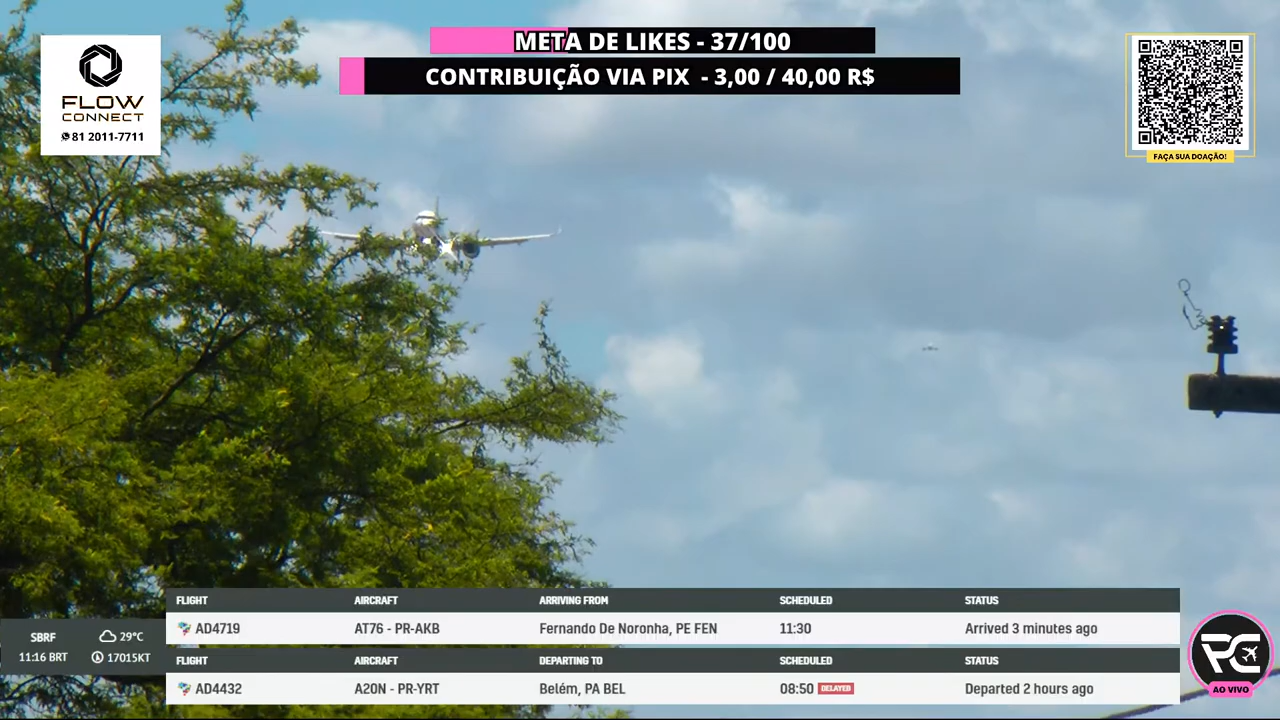 META DE LIKES - 37/100
CONTRIBUIÇÃO VIA PIX - 3,00 / 40,00 R$
FLOW
CONNECT
81 2011-7711
FAÇA SUA DOAÇÃO!
FLIGHT AIRCRAFT ARRIVING FROM SCHEDULED STATUS
AD4719 AT76 - PR-AKB Fernando De Noronha, PE FEN 11:30 Arrived 3 minutes ago
FLIGHT AIRCRAFT DEPARTING TO SCHEDULED STATUS
AD4432 A20N - PR-YRT Belém, PA BEL 08:50 DELAYED Departed 2 hours ago
SBRF 29°C
11:16 BRT 17015KT
RC
AO VIVO